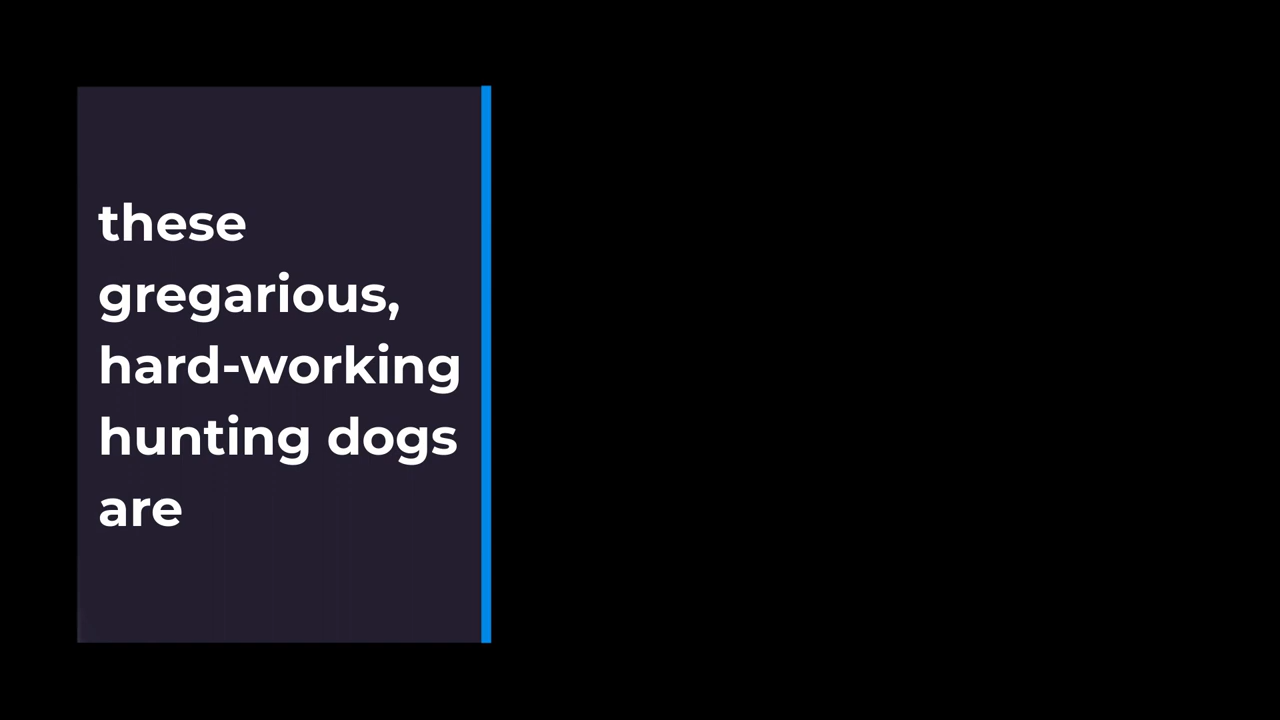 these
gregarious,
hard-working
hunting dogs
are